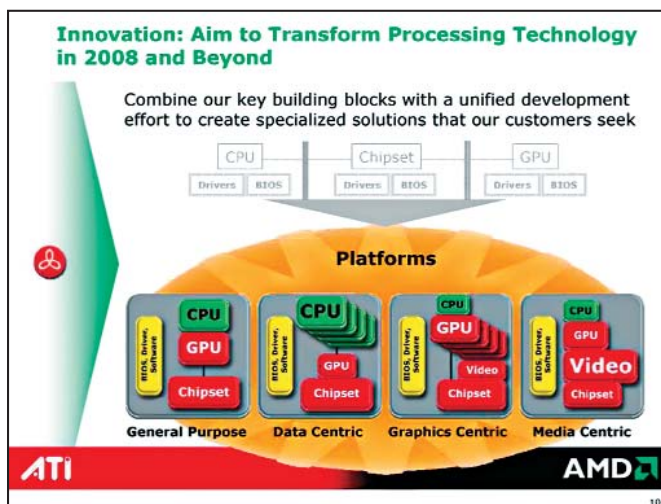 Innovation: Aim to Transform Processing Technology
in 2008 and Beyond
Combine our key building blocks with a unified development
effort to create specialized solutions that our customers seek
CPU
Chipset
GPU
Drivers BIOS
Drivers BIOS
Drivers BIOS
Platforms
BIOS, Driver,
Software
CPU
GPU
Chipset
General Purpose
BIOS, Driver,
Software
CPU
GPU
Chipset
Data Centric
BIOS, Driver,
Software
CPU
GPU
Video
Chipset
Graphics Centric
BIOS, Driver,
Software
CPU
GPU
Video
Chipset
Media Centric
ATI
AMD
10